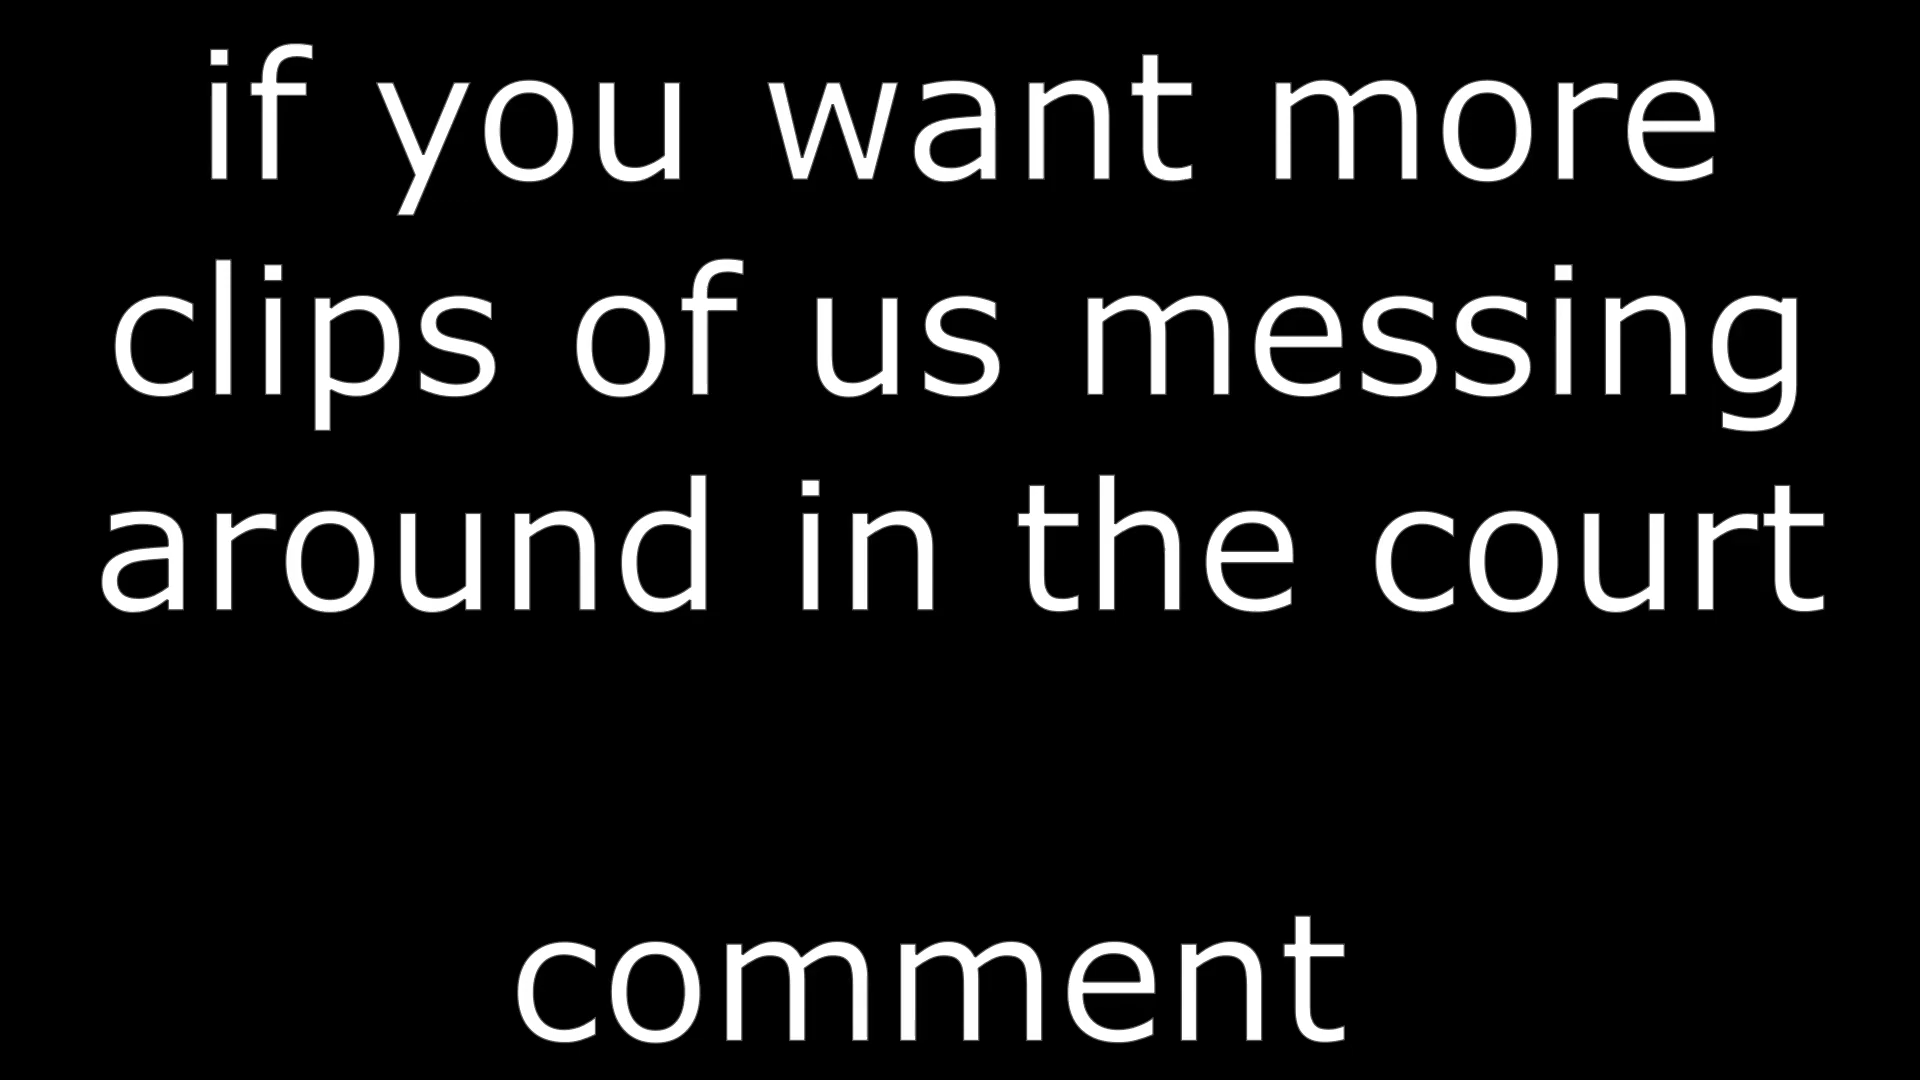 if you want more
clips of us messing
around in the court
comment